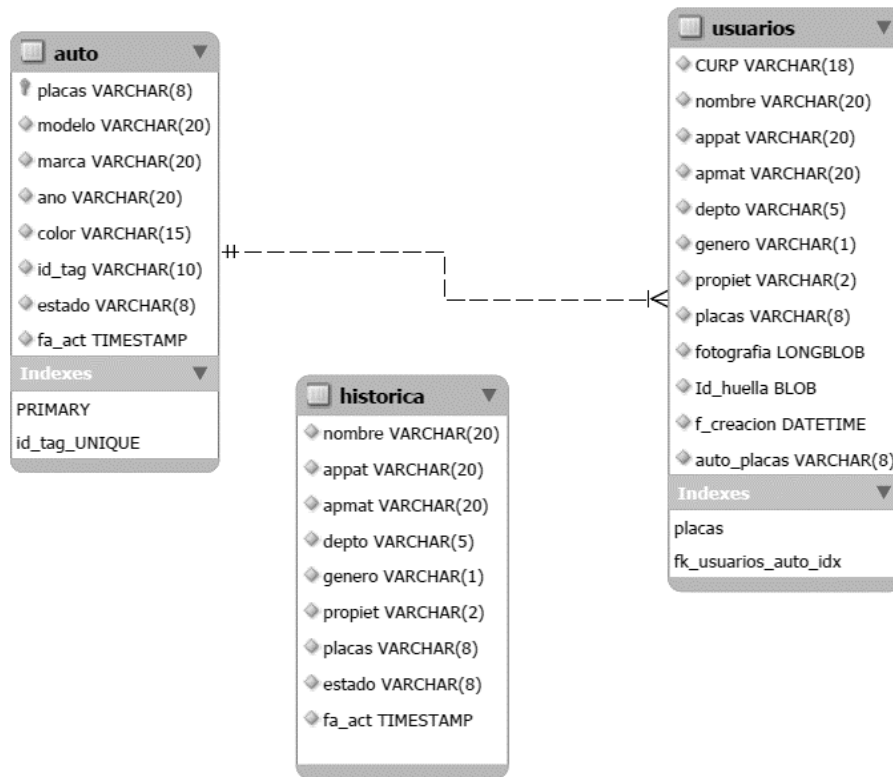 auto
placas VARCHAR(8)
modelo VARCHAR(20)
marca VARCHAR(20)
ano VARCHAR(20)
color VARCHAR(15)
id_tag VARCHAR(10)
estado VARCHAR(8)
fa_act TIMESTAMP
Indexes
PRIMARY
id_tag_UNIQUE
historica
nombre VARCHAR(20)
appat VARCHAR(20)
apmat VARCHAR(20)
depto VARCHAR(5)
genero VARCHAR(1)
propiet VARCHAR(2)
placas VARCHAR(8)
estado VARCHAR(8)
fa_act TIMESTAMP
usuarios
CURP VARCHAR(18)
nombre VARCHAR(20)
appat VARCHAR(20)
apmat VARCHAR(20)
depto VARCHAR(5)
genero VARCHAR(1)
propiet VARCHAR(2)
placas VARCHAR(8)
fotografia LONGBLOB
Id_huella BLOB
f_creacion DATETIME
auto_placas VARCHAR(8)
Indexes
placas
fk_usuarios_auto_idx